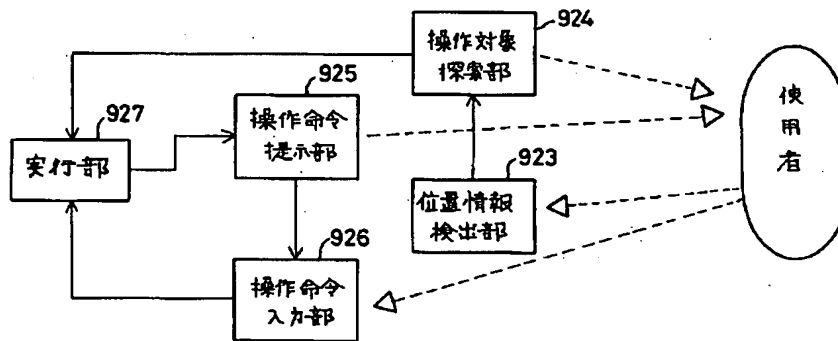 操作対象
探索部
924
925
操作命令
提示部
927
実行部
923
位置情報
検出部
926
操作命令
入力部
使用者